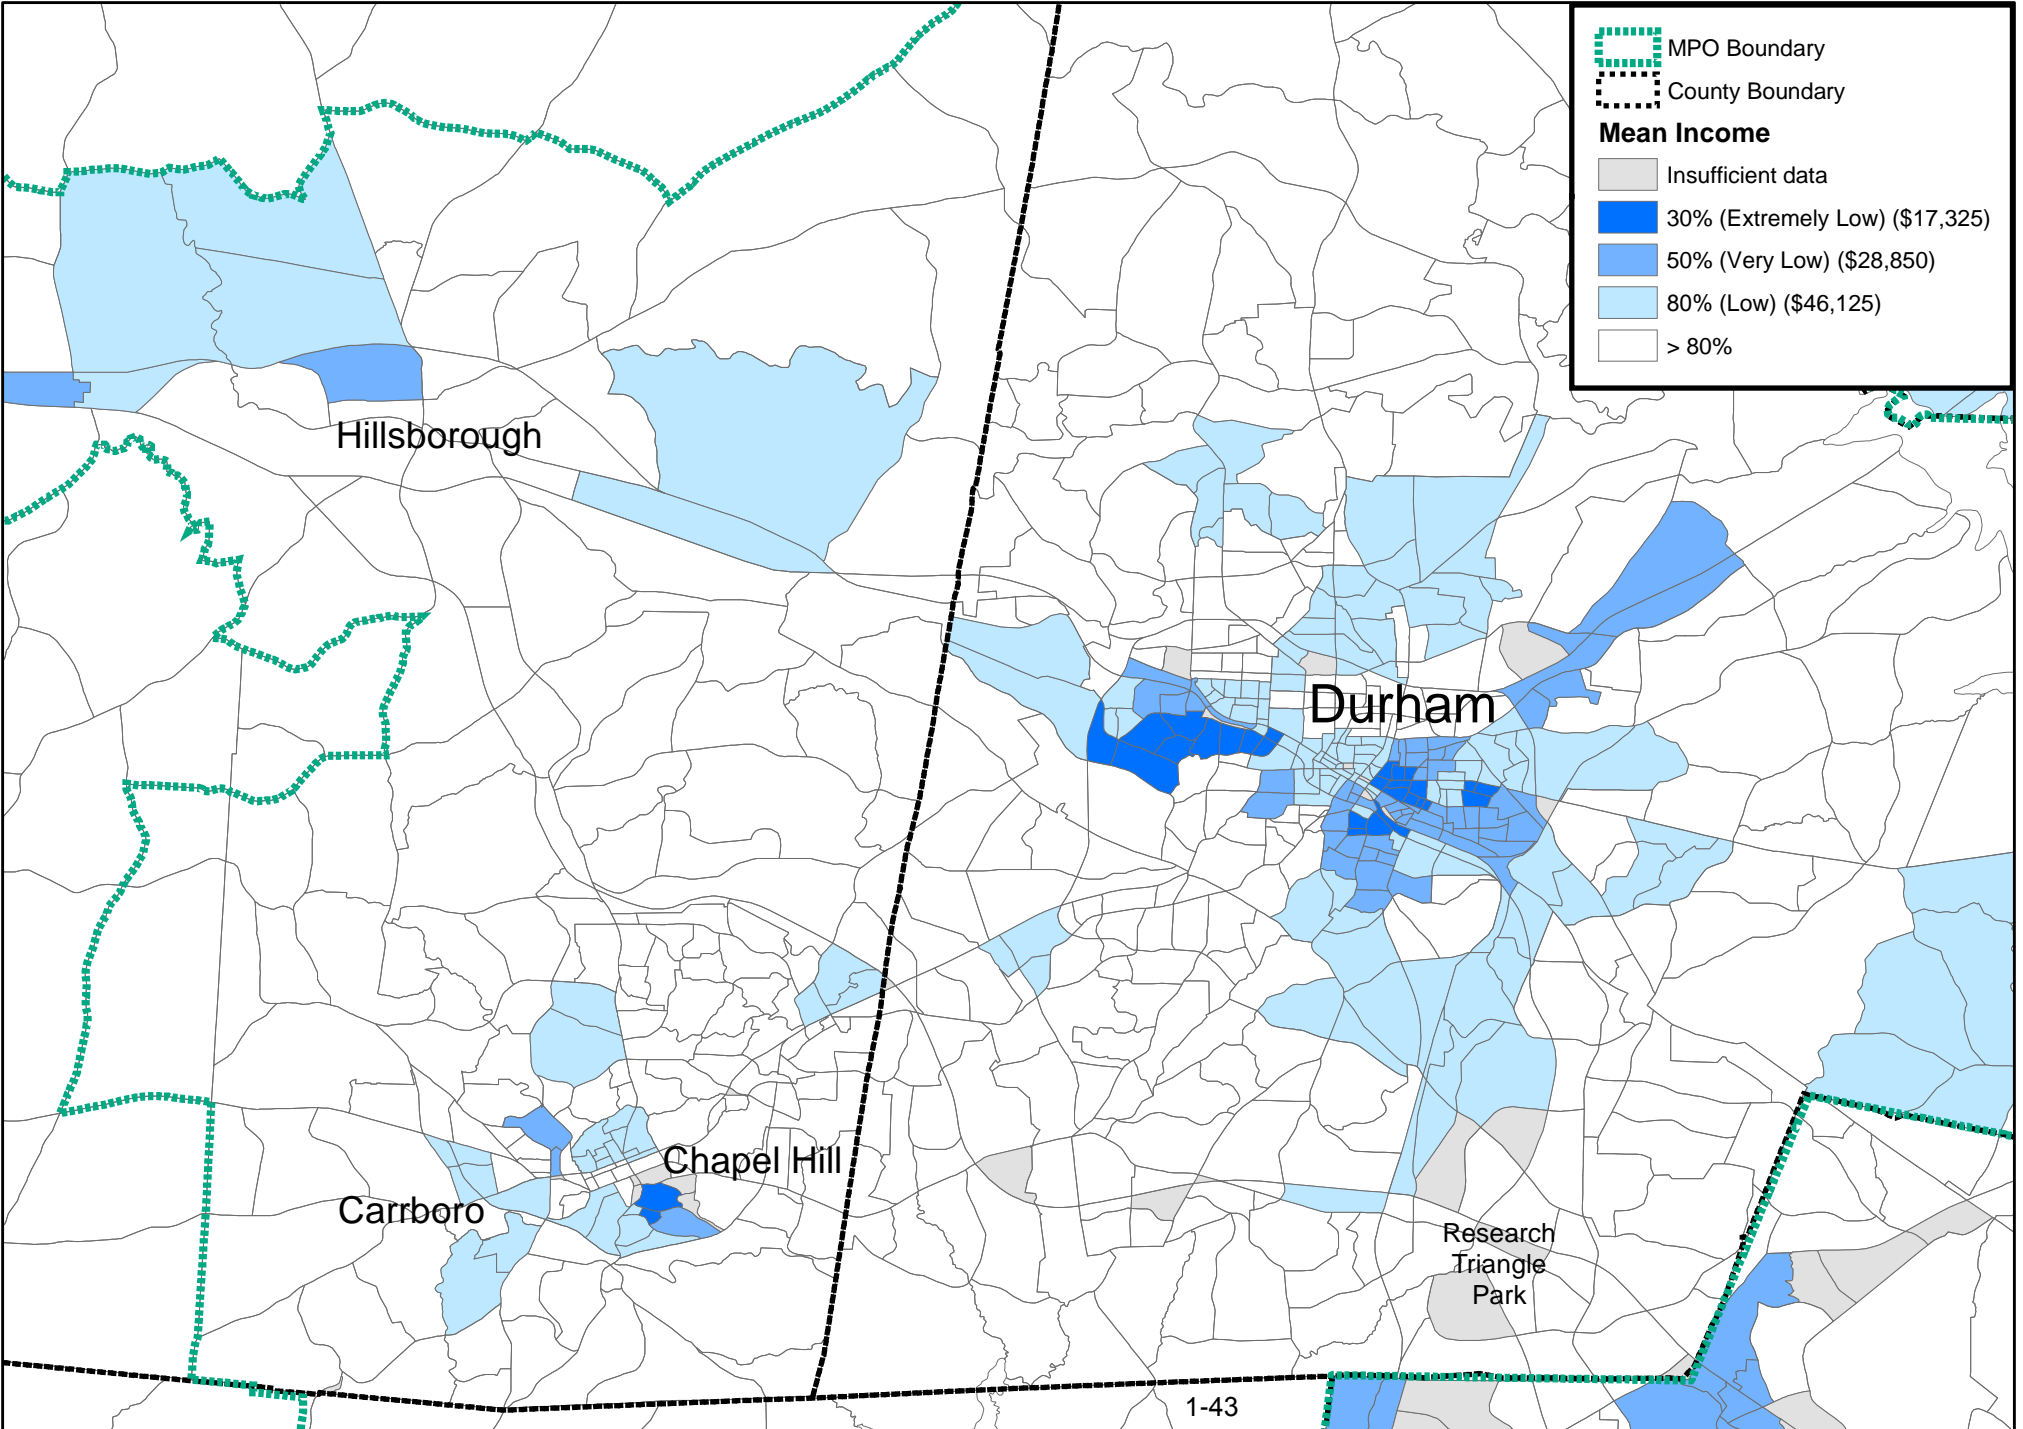 MPO Boundary
County Boundary
Mean Income
Insufficient data
30% (Extremely Low) ($17,325)
50% (Very Low) ($28,850)
80% (Low) ($46,125)
> 80%
Hillsborough
Durham
Chapel Hill
Carrboro
Research
Triangle
Park
1-43